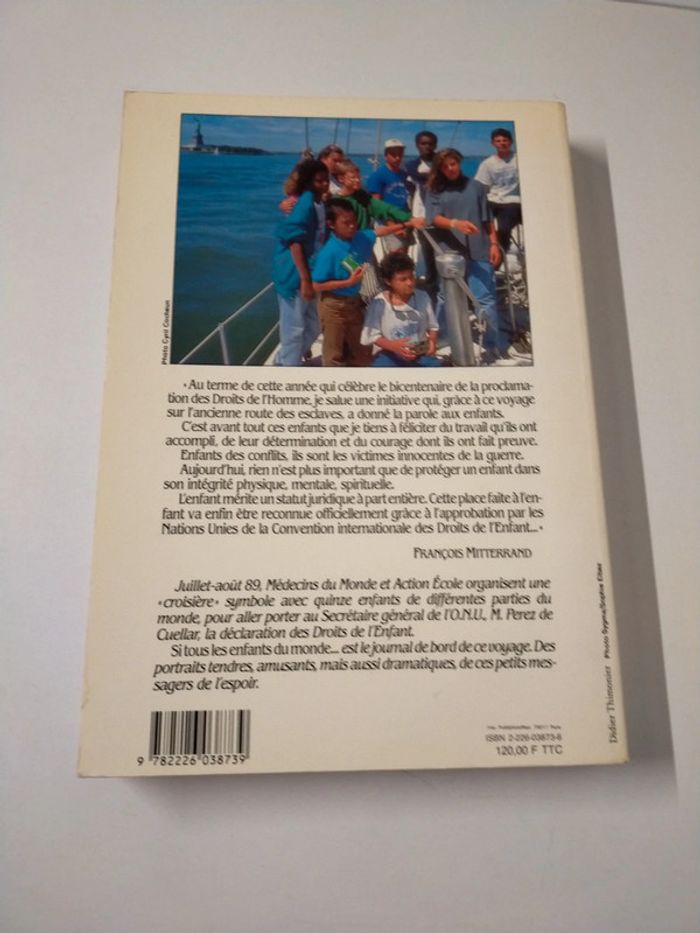 Photo Cyril Cocheun
« Au terme de cette année qui célèbre le bicentenaire de la proclama-
tion des Droits de l'Homme, je salue une initiative qui, grâce à ce voyage
sur l'ancienne route des esclaves, a donné la parole aux enfants.
C'est avant tout ces enfants que je tiens à féliciter du travail qu'ils ont
accompli, de leur détermination et du courage dont ils ont fait preuve.
Enfants des conflits, ils sont les victimes innocentes de la guerre.
Aujourd'hui, rien n'est plus important que de protéger un enfant dans
son intégrité physique, mentale, spirituelle.
L'enfant mérite un statut juridique à part entière. Cette place faite à l'en-
fant va enfin être reconnue officiellement grâce à l'approbation par les
Nations Unies de la Convention internationale des Droits de l'Enfant... »
FRANÇOIS MITTERRAND
Juillet-août 89, Médecins du Monde et Action École organisent une
« croisière » symbole avec quinze enfants de différentes parties du
monde, pour aller porter au Secrétaire général de l'O.N.U., M. Perez de
Cuellar, la déclaration des Droits de l'Enfant.
Si tous les enfants du monde... est le journal de bord de ce voyage. Des
portraits tendres, amusants, mais aussi dramatiques, de ces petits mes-
sagers de l'espoir.
9 782226 038739
ISBN 2-226-03873-6
120,00 F TTC
Didier Thimonier Photo Sygma/Sophie